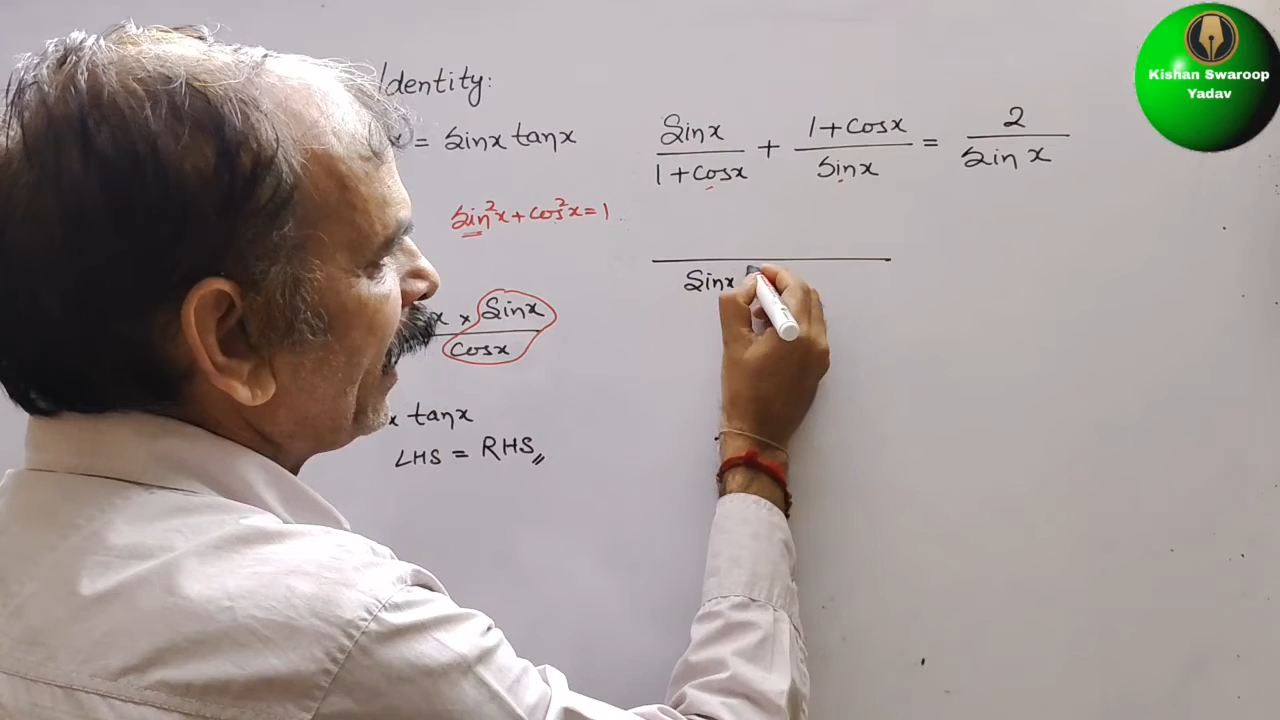 Identity:
x = Sinx tanx
Sinx/1+cosx + 1+cosx/Sinx = 2/Sinx
Sin²x+cos²x=1
Sinx
x × Sinx/cosx
x tanx
LHS = RHS
Kishan Swaroop
Yadav